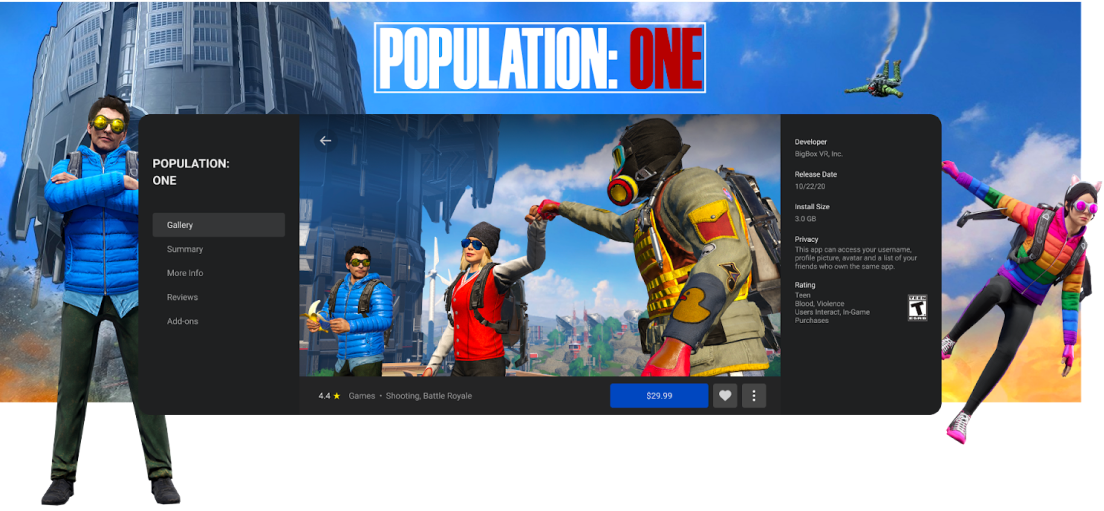 POPULATION: ONE
POPULATION:
ONE
Gallery
Summary
More Info
Reviews
Add-ons
4.4 ★ Games • Shooting, Battle Royale
$29.99
Developer
BigBox VR, Inc.
Release Date
10/22/20
Install Size
3.0 GB
Privacy
This app can access your username,
profile picture, avatar and a list of your
friends who own the same app.
Rating
Teen
Blood, Violence
Users Interact, In-Game
Purchases
TEEN
T
ESRB